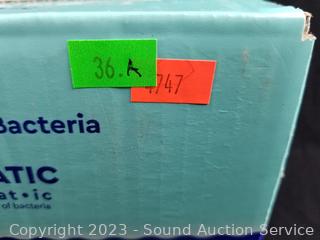 36.A
4747
Bacteria
ATIC
at•ic
of bacteria
Copyright 2023 - Sound Auction Service